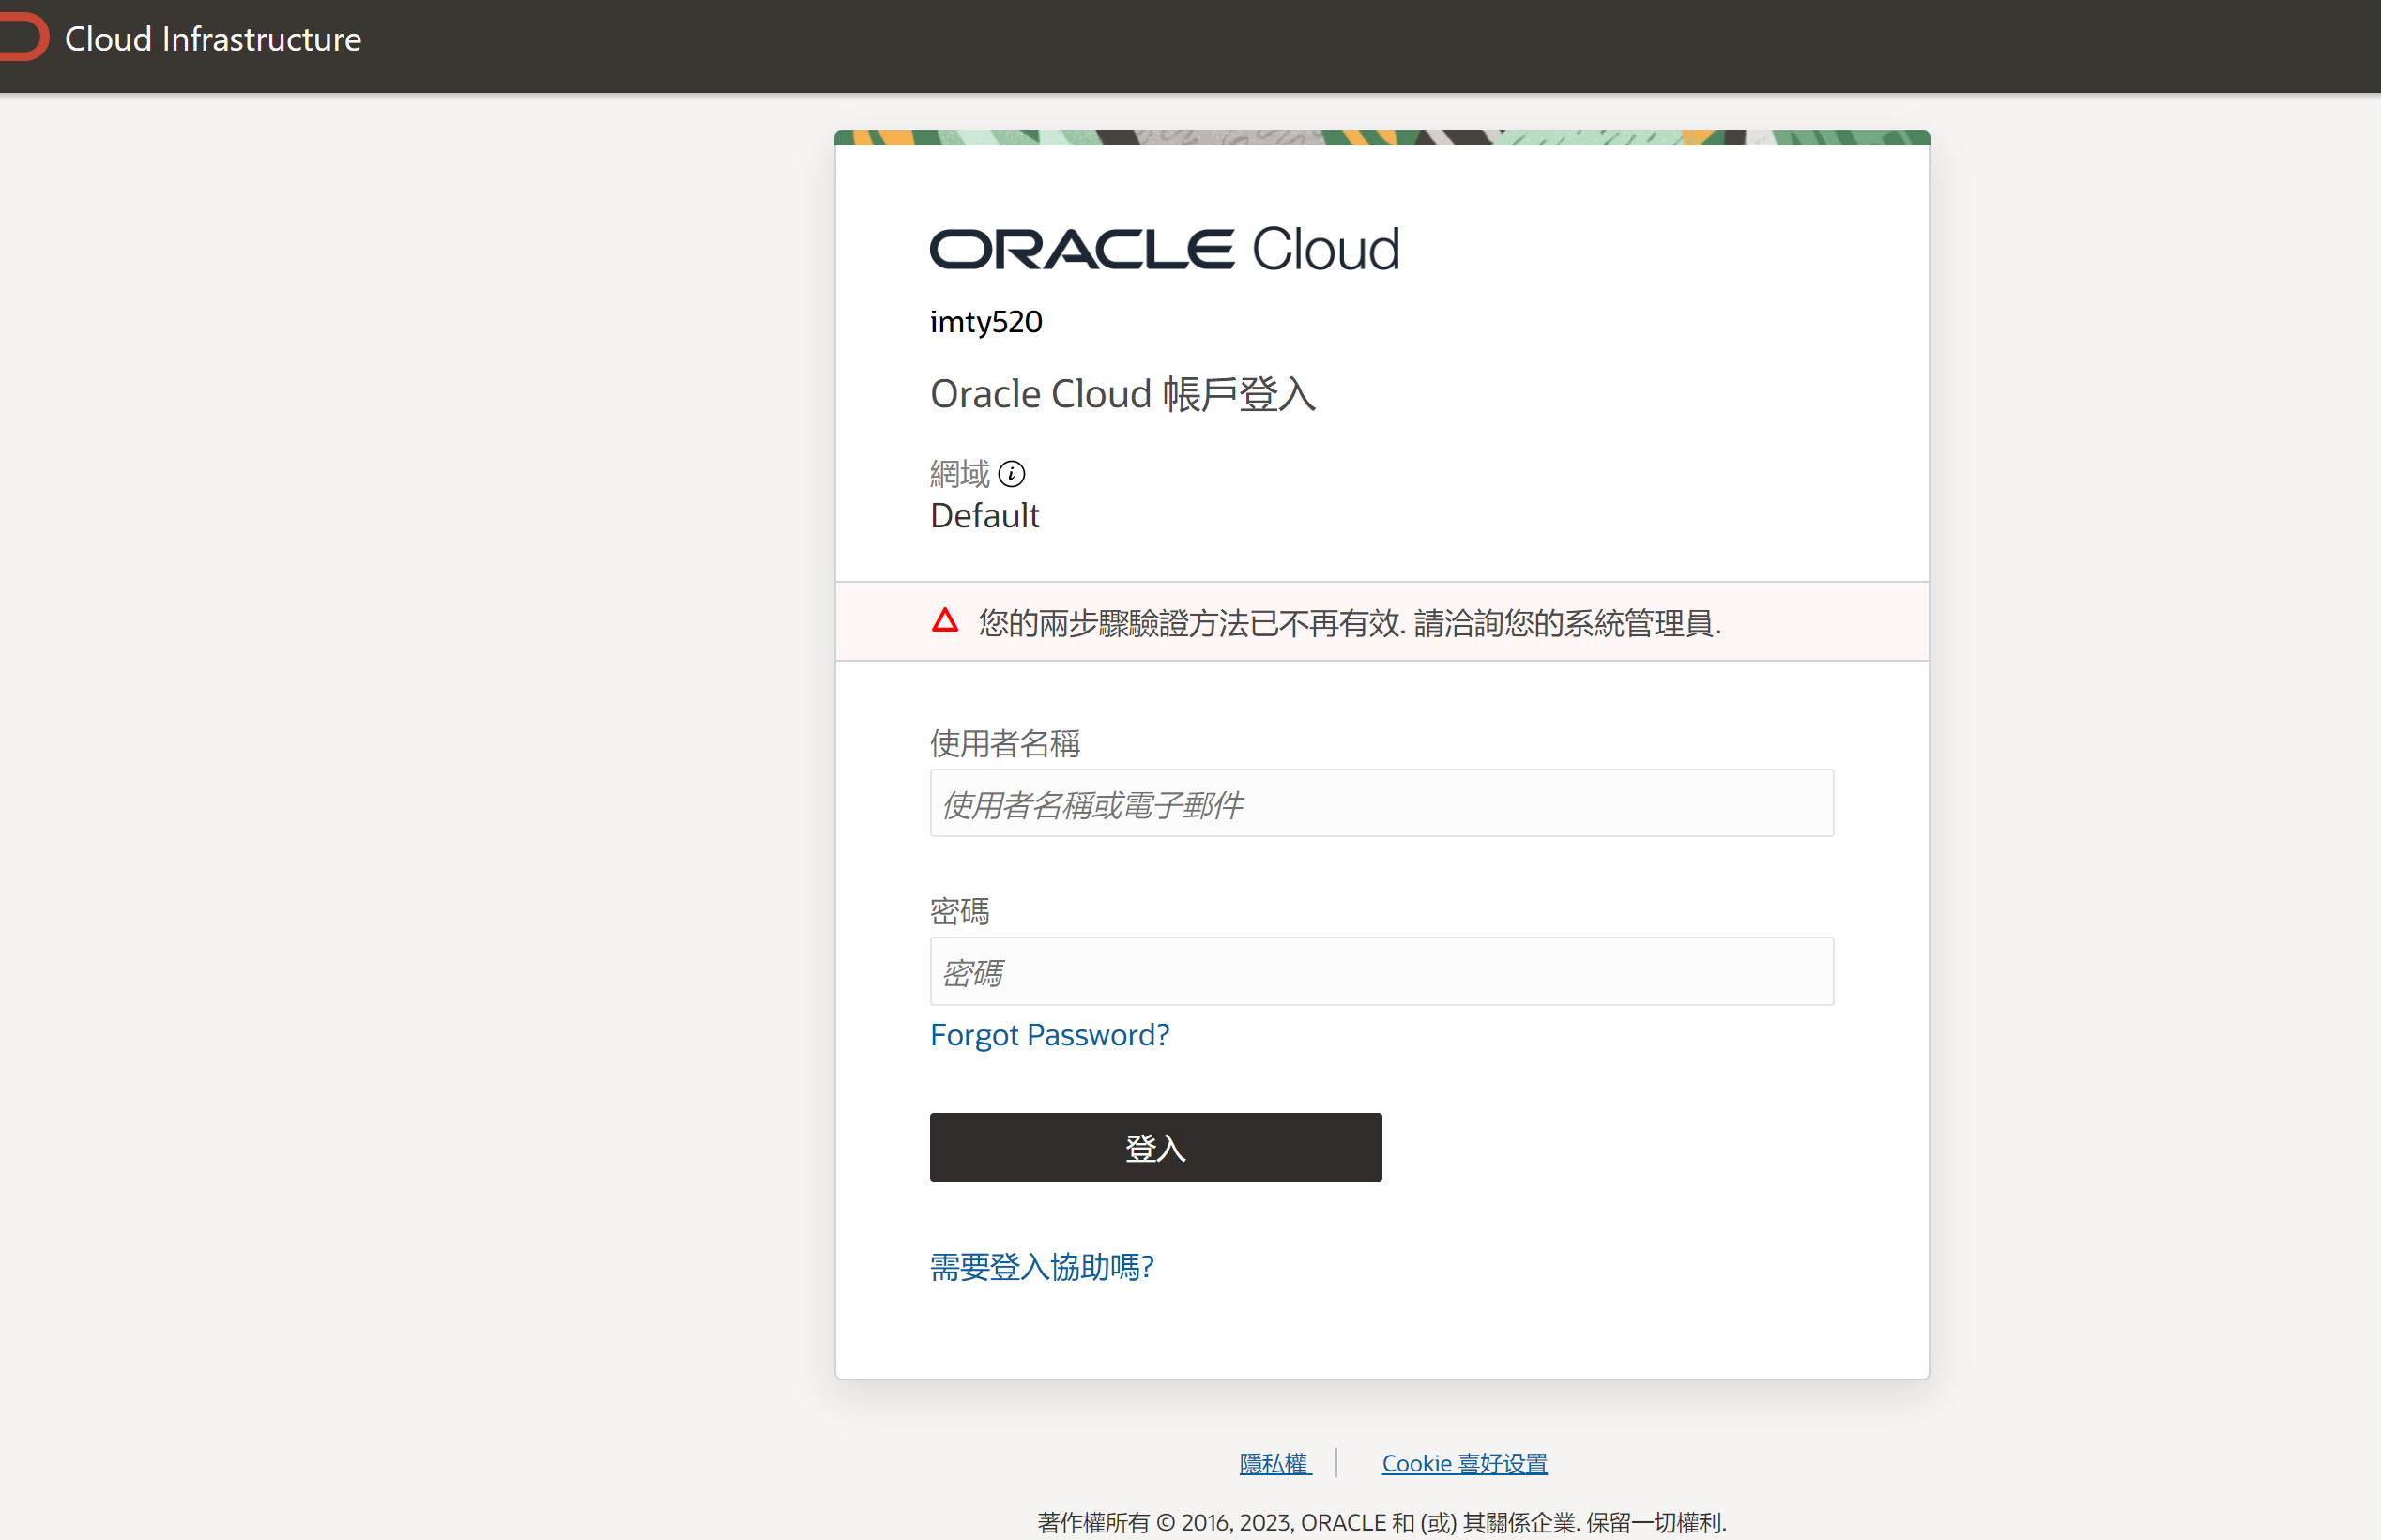 Cloud Infrastructure
ORACLE Cloud
imty520
Oracle Cloud 帳戶登入
網域 i
Default
您的兩步驟驗證方法已不再有效. 請洽詢您的系統管理員.
使用者名稱
使用者名稱或電子郵件
密碼
密碼
Forgot Password?
登入
需要登入協助嗎?
隱私權 Cookie 喜好设置
著作權所有 © 2016, 2023, ORACLE 和 (或) 其關係企業. 保留一切權利.